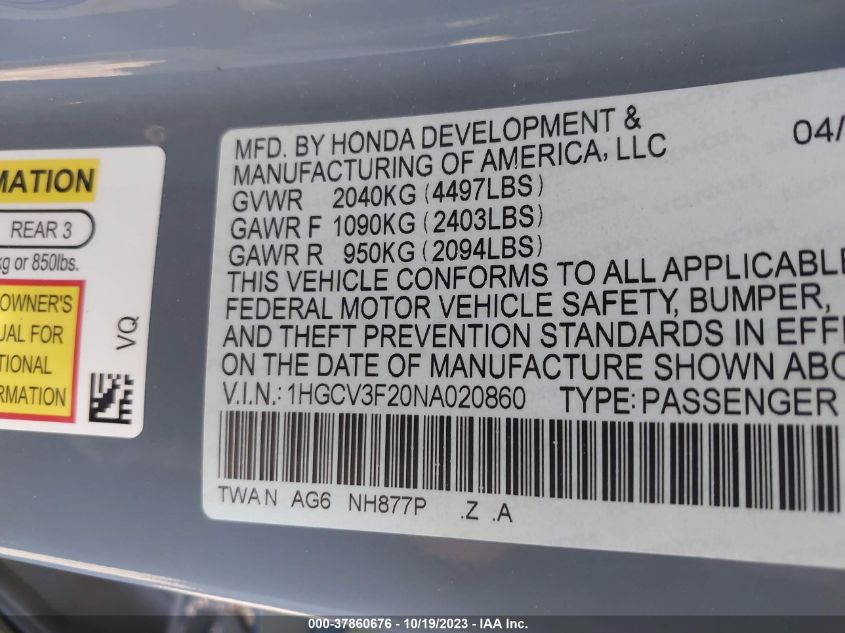 MATION
REAR 3
kg or 850lbs.
OWNER'S
UAL FOR
TIONAL
RMATION
VQ
MFD. BY HONDA DEVELOPMENT &
MANUFACTURING OF AMERICA, LLC
04/
GVWR 2040KG (4497LBS)
GAWR F 1090KG (2403LBS)
GAWR R 950KG (2094LBS)
THIS VEHICLE CONFORMS TO ALL APPLICABLE
FEDERAL MOTOR VEHICLE SAFETY, BUMPER,
AND THEFT PREVENTION STANDARDS IN EFFE
ON THE DATE OF MANUFACTURE SHOWN ABO
V.I.N.: 1HGCV3F20NA020860 TYPE: PASSENGER
TWAN AG6 NH877P .Z .A
000-37860676 - 10/19/2023 - IAA Inc.